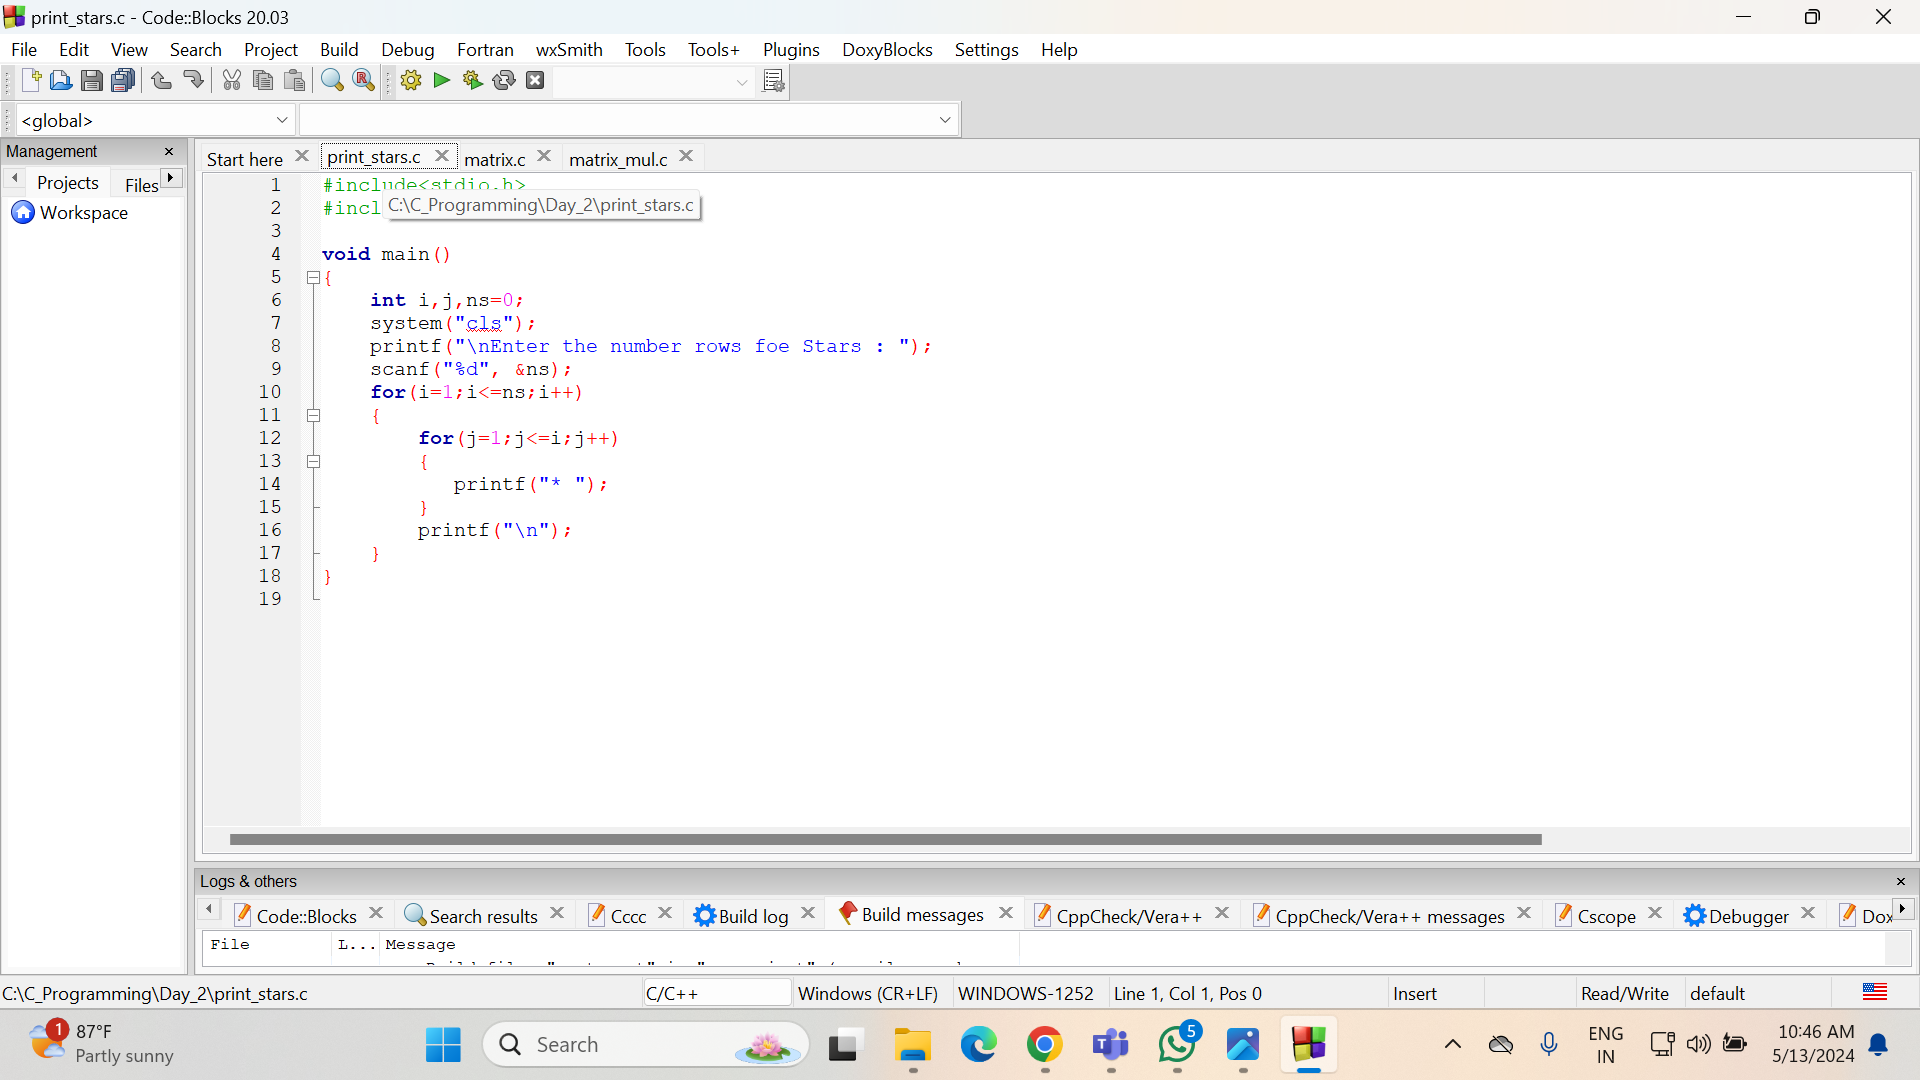 print_stars.c - Code::Blocks 20.03
File Edit View Search Project Build Debug Fortran wxSmith Tools Tools+ Plugins DoxyBlocks Settings Help
<global>
Management
Projects Files
Workspace
Start here print_stars.c matrix.c matrix_mul.c
1 #include<stdio.h>
2 #incl
C:\C_Programming\Day_2\print_stars.c
3
4 void main()
5 {
6 int i,j,ns=0;
7 system("cls");
8 printf("\nEnter the number rows foe Stars : ");
9 scanf("%d", &ns);
10 for(i=1;i<=ns;i++)
11 {
12 for(j=1;j<=i;j++)
13 {
14 printf("* ");
15 }
16 printf("\n");
17 }
18 }
19
Logs & others
Code::Blocks Search results Cccc Build log Build messages CppCheck/Vera++ CppCheck/Vera++ messages Cscope Debugger Dox
File L... Message
C:\C_Programming\Day_2\print_stars.c C/C++ Windows (CR+LF) WINDOWS-1252 Line 1, Col 1, Pos 0 Insert Read/Write default
1 87°F
Partly sunny
Search
5
ENG
IN
10:46 AM
5/13/2024